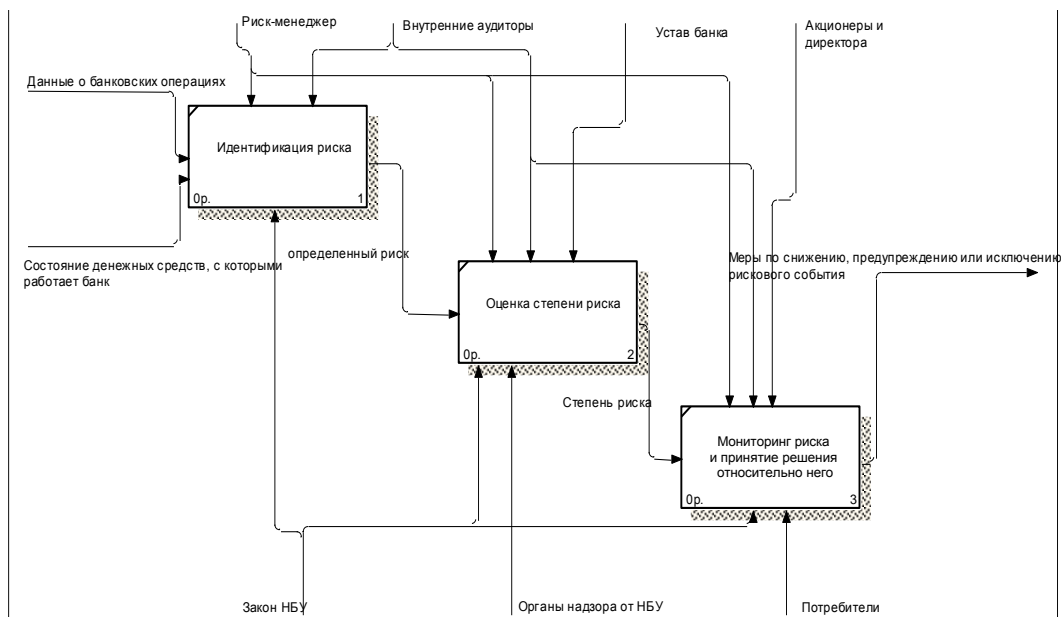 Риск-менеджер
Внутренние аудиторы
Устав банка
Акционеры и
директора
Данные о банковских операциях
Идентификация риска
0р.
1
Состояние денежных средств, с которыми
работает банк
определенный риск
Меры по снижению, предупреждению или исключению
рискового события
Оценка степени риска
0р.
2
Степень риска
Мониторинг риска
и принятие решения
относительно него
0р.
3
Закон НБУ
Органы надзора от НБУ
Потребители